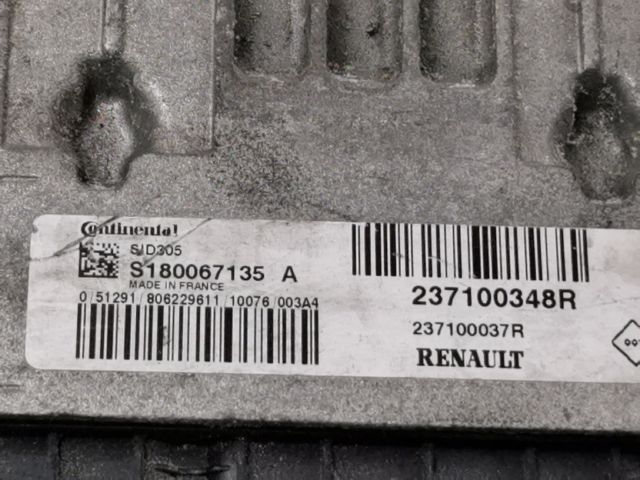 Continental
SID305
S180067135 A
MADE IN FRANCE
0/51291/806229611/10076/003A4
237100348R
237100037R
RENAULT